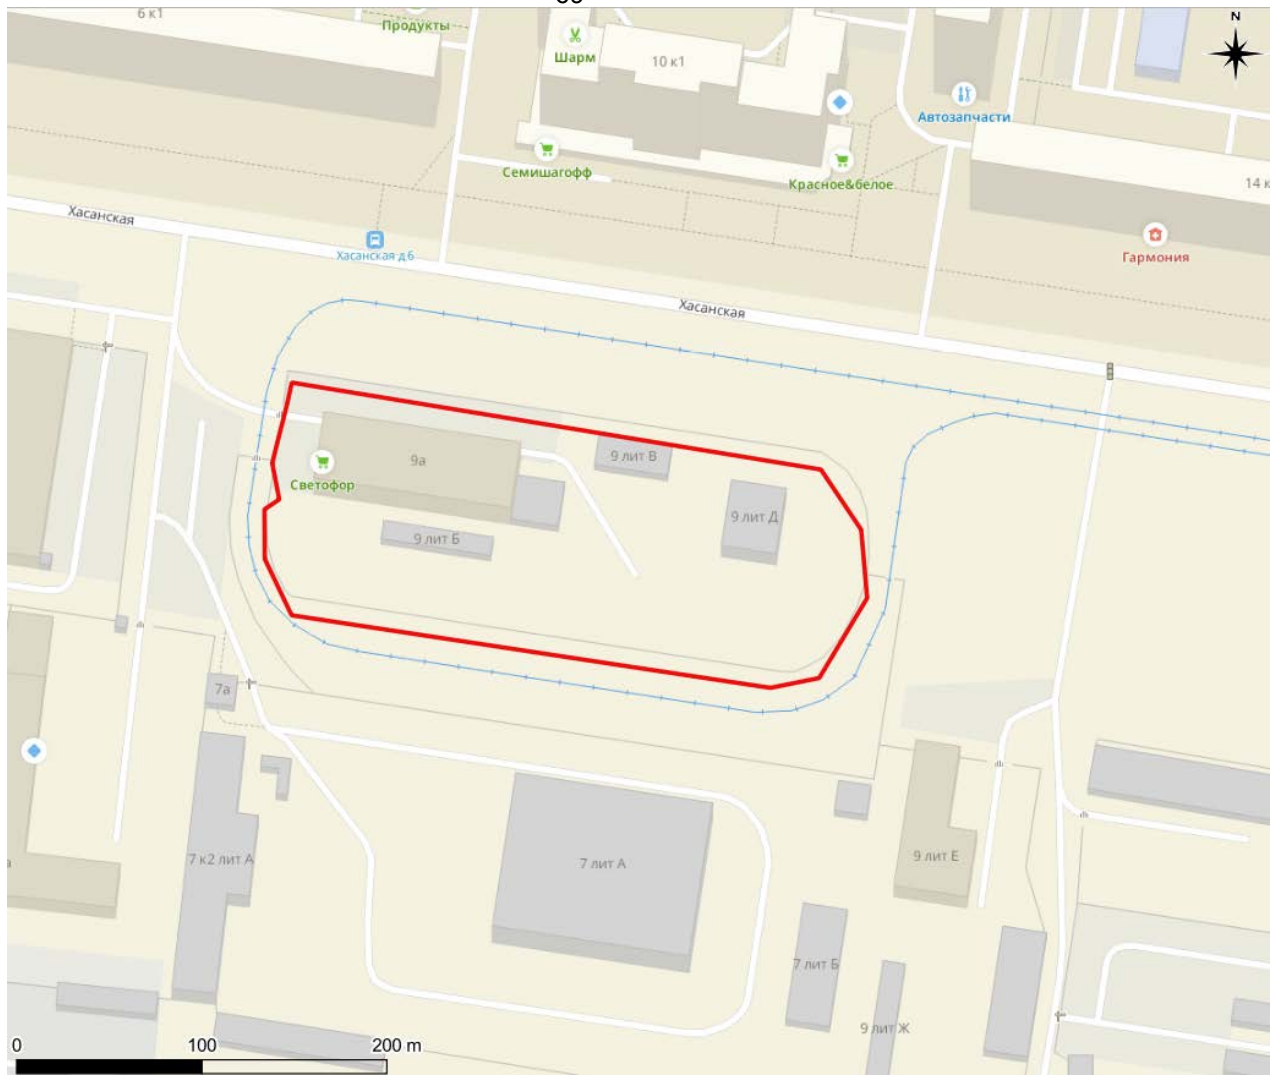 6 к1
Продукты
Шарм
10 к1
N
Автозапчасти
Семишагофф
Красное&белое
14 к
Хасанская
Хасанская д.6
Гармония
Хасанская
9а
9 лит В
Светофор
9 лит Д
9 лит Б
7а
7 к2 лит А
7 лит А
9 лит Е
7 лит Б
9 лит Ж
0 100 200 m